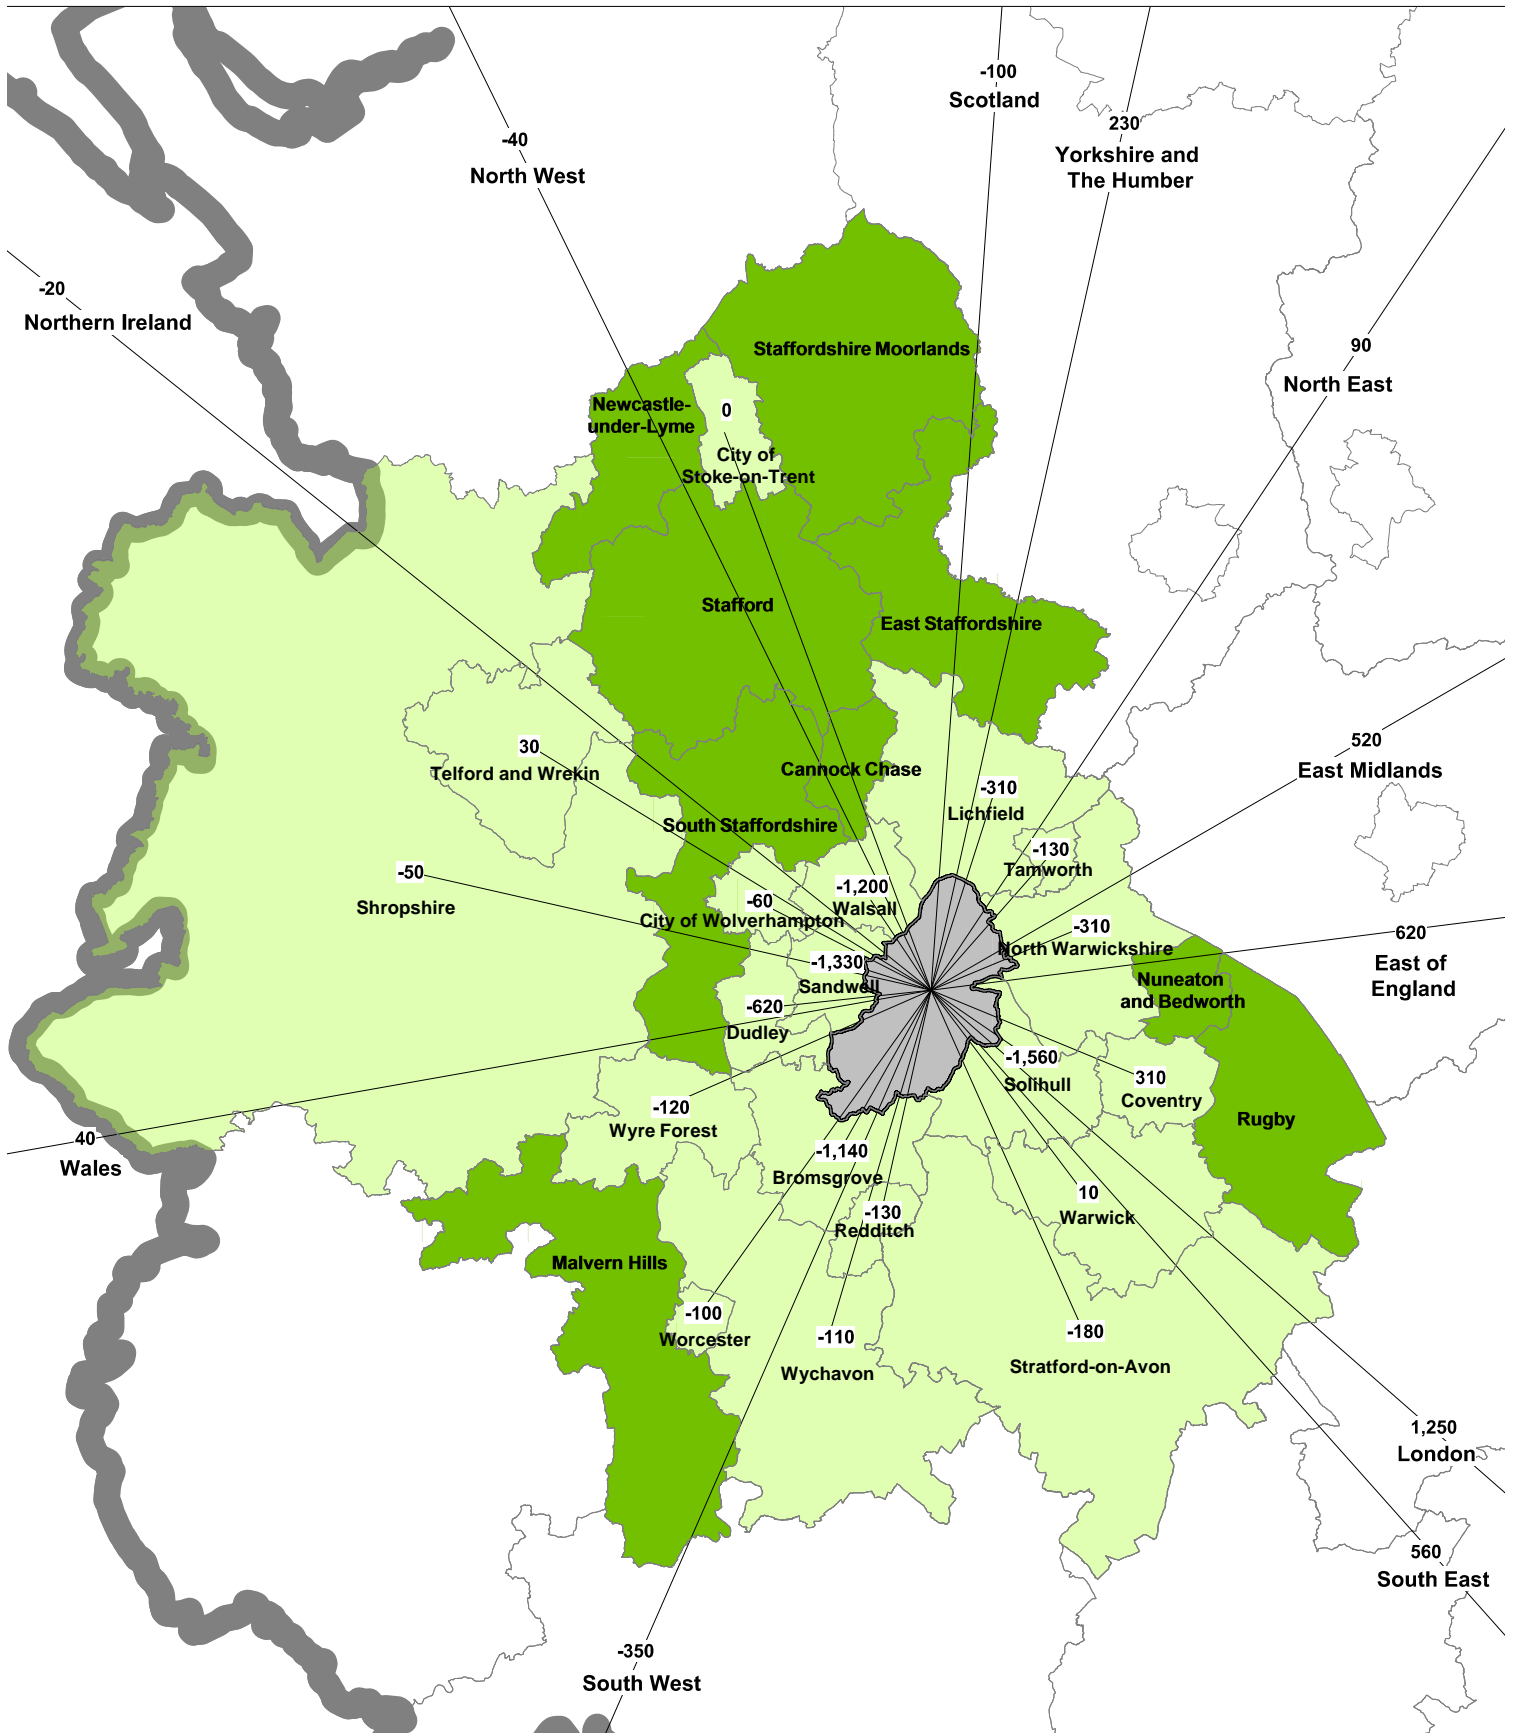 -100
Scotland
230
Yorkshire and
The Humber
-40
North West
-20
Northern Ireland
90
North East
Staffordshire Moorlands
Newcastle-
under-Lyme
0
City of
Stoke-on-Trent
Stafford
East Staffordshire
30
Telford and Wrekin
520
East Midlands
Cannock Chase
-310
Lichfield
South Staffordshire
-130
Tamworth
-50
Shropshire
-1,200
Walsall
-60
City of Wolverhampton
-310
North Warwickshire
620
East of
England
-1,330
Sandwell
Nuneaton
and Bedworth
-620
Dudley
-1,560
Solihull
310
Coventry
-120
Wyre Forest
Rugby
40
Wales
-1,140
Bromsgrove
10
Warwick
-130
Redditch
Malvern Hills
-100
Worcester
-110
Wychavon
-180
Stratford-on-Avon
1,250
London
560
South East
-350
South West